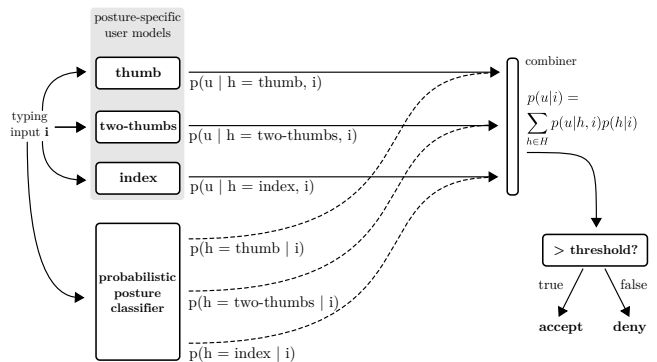 posture-specific
user models
thumb
p(u | h = thumb, i)
typing
input i
two-thumbs
p(u | h = two-thumbs, i)
index
p(u | h = index, i)
probabilistic
posture
classifier
p(h = thumb | i)
p(h = two-thumbs | i)
p(h = index | i)
combiner
p(u|i) =
∑ p(u|h, i)p(h|i)
h∈H
> threshold?
true
false
accept
deny